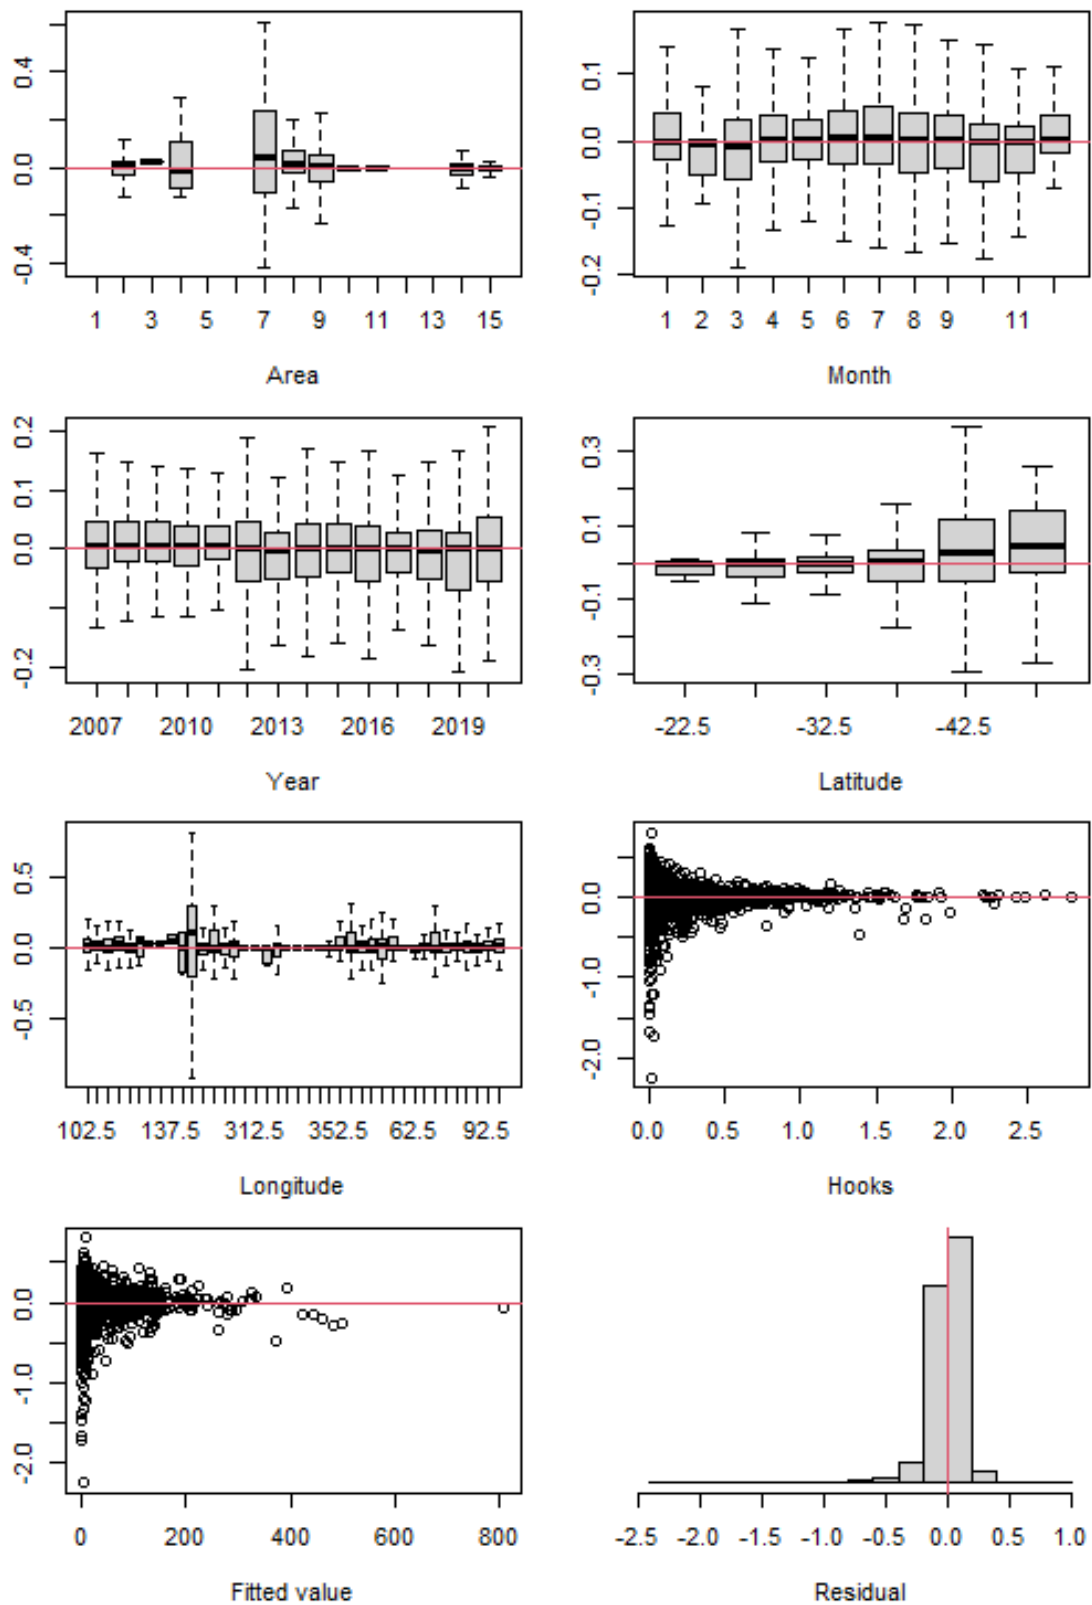 0.4
0.0
-0.4
1 3 5 7 9 11 13 15
Area
0.1
0.0
-0.1
-0.2
1 2 3 4 5 6 7 8 9 11
Month
0.2
0.1
0.0
-0.2
2007 2010 2013 2016 2019
Year
0.3
0.1
-0.1
-0.3
-22.5 -32.5 -42.5
Latitude
0.5
0.0
-0.5
102.5 137.5 312.5 352.5 62.5 92.5
Longitude
0.0
-1.0
-2.0
0.0 0.5 1.0 1.5 2.0 2.5
Hooks
0.0
-1.0
-2.0
0 200 400 600 800
Fitted value
-2.5 -2.0 -1.5 -1.0 -0.5 0.0 0.5 1.0
Residual